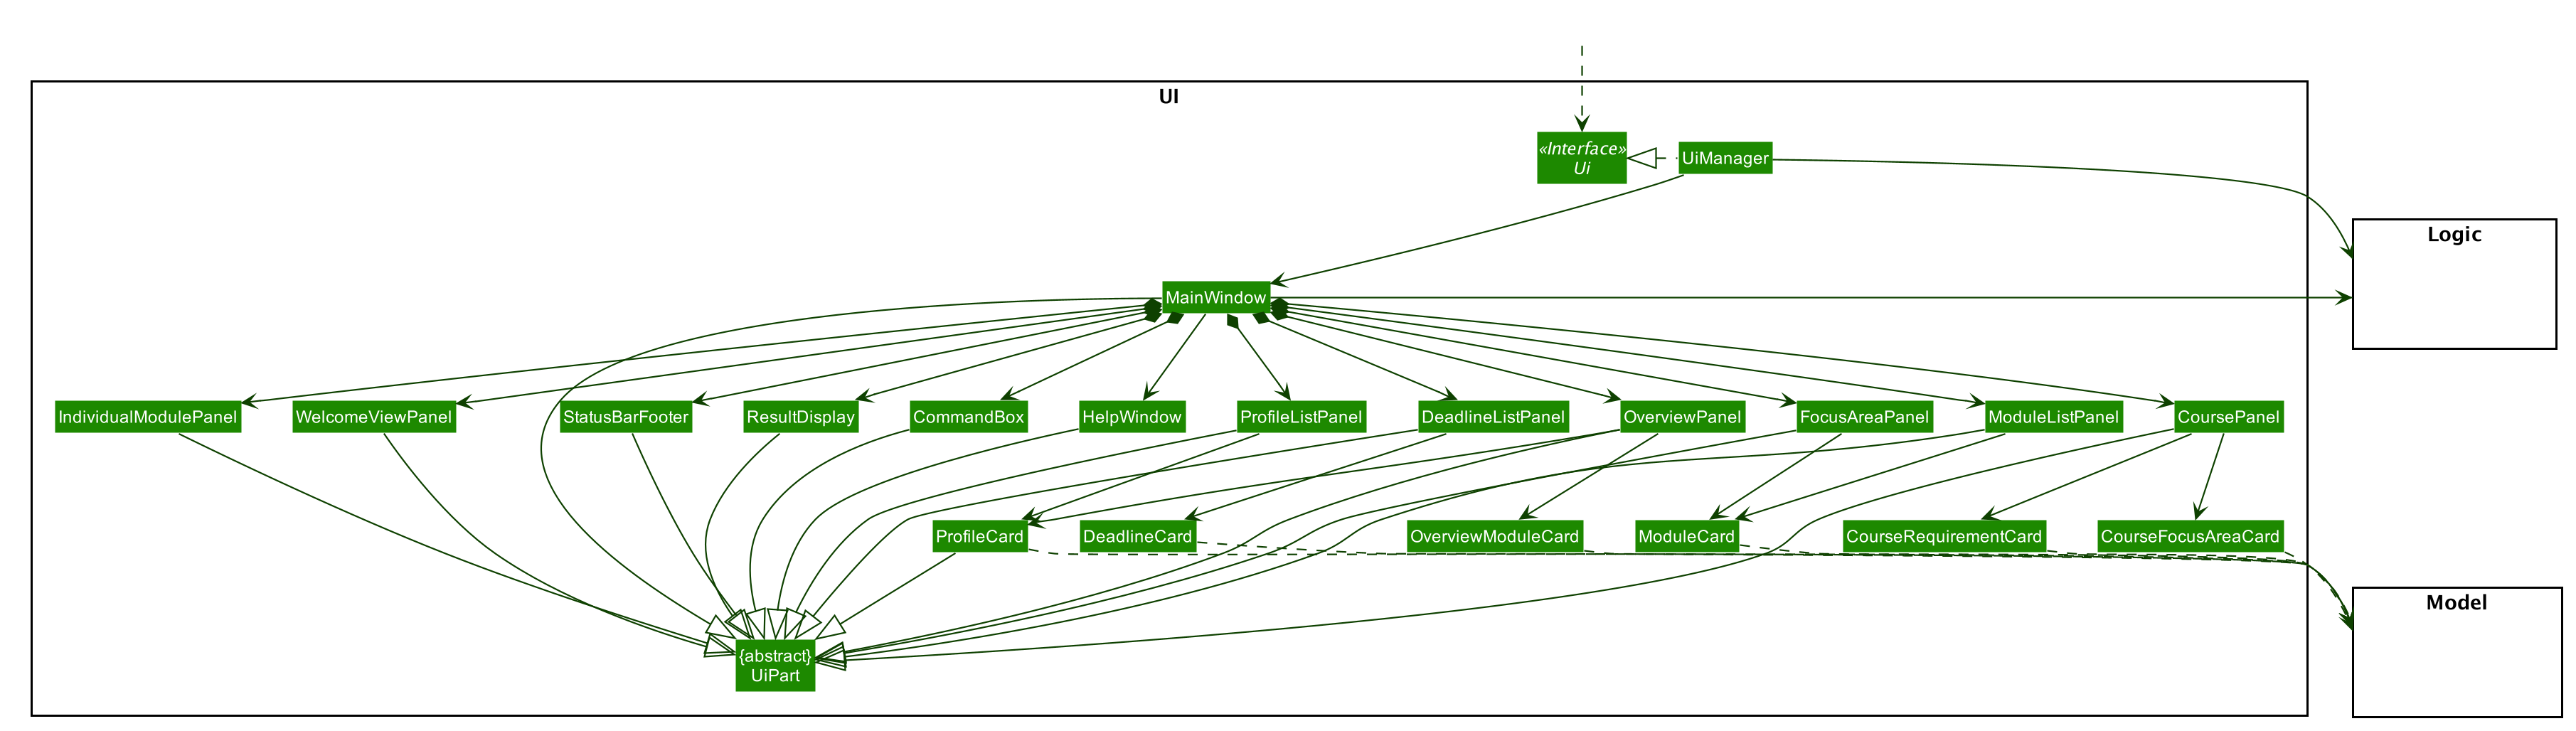 UI
«Interface»
Ui
UiManager
Logic
MainWindow
IndividualModulePanel
WelcomeViewPanel
StatusBarFooter
ResultDisplay
CommandBox
HelpWindow
ProfileListPanel
DeadlineListPanel
OverviewPanel
FocusAreaPanel
ModuleListPanel
CoursePanel
ProfileCard
DeadlineCard
OverviewModuleCard
ModuleCard
CourseRequirementCard
CourseFocusAreaCard
Model
{abstract}
UiPart